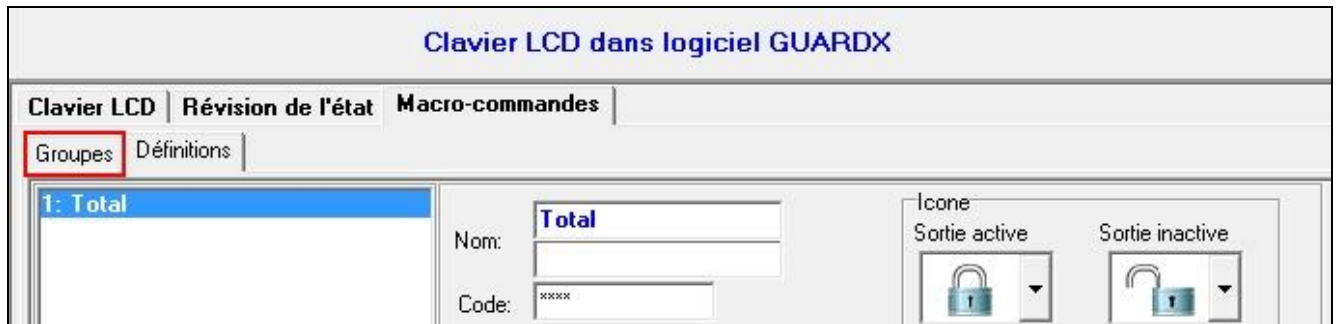 Clavier LCD dans logiciel GUARDX
Clavier LCD Révision de l'état Macro-commandes
Groupes Définitions
1: Total
Nom: Total
Code: ****
Icone
Sortie active Sortie inactive